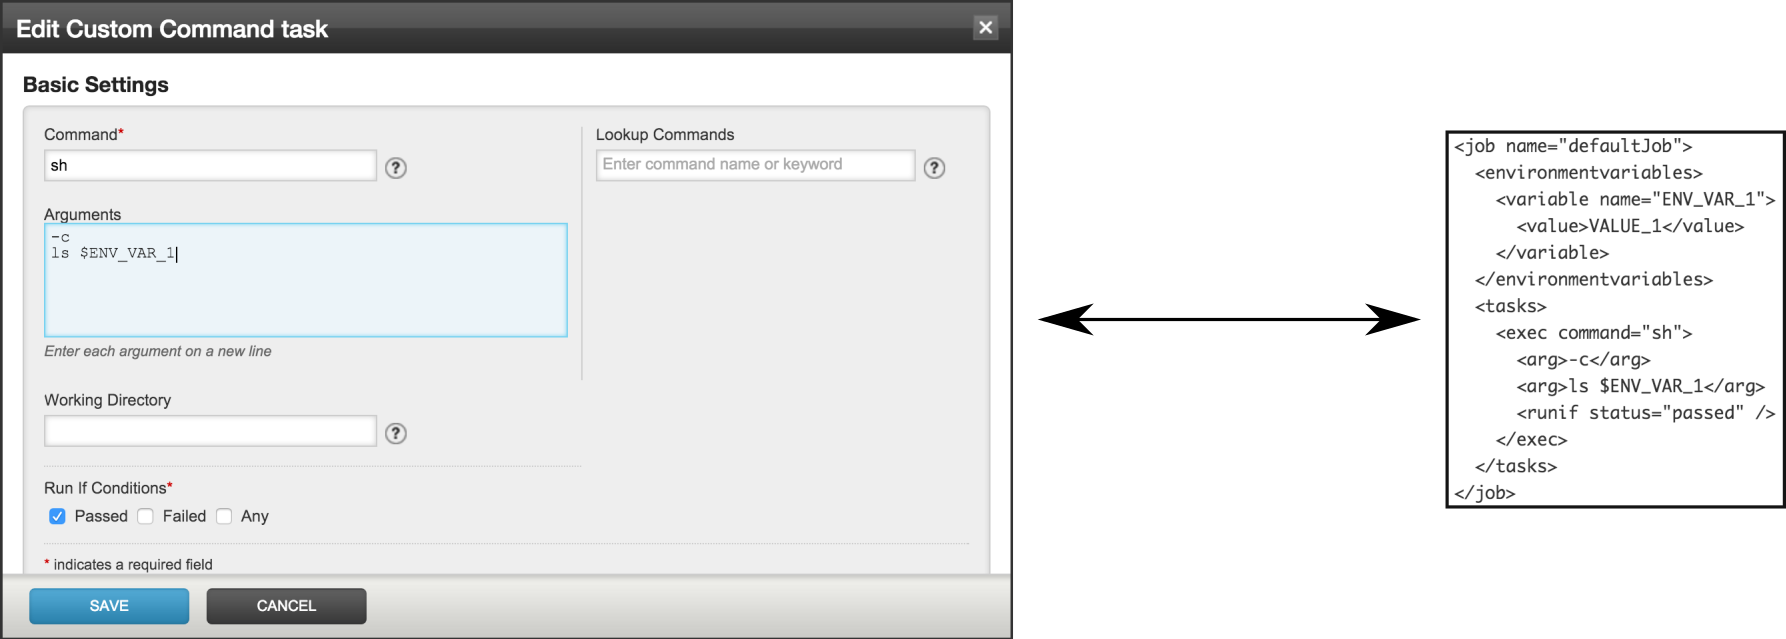 Edit Custom Command task
Basic Settings
Command*
sh
?
Lookup Commands
Enter command name or keyword
?
Arguments
-c
ls $ENV_VAR_1
Enter each argument on a new line
Working Directory
?
Run If Conditions*
Passed Failed Any
* indicates a required field
SAVE
CANCEL
<job name="defaultJob">
  <environmentvariables>
    <variable name="ENV_VAR_1">
      <value>VALUE_1</value>
    </variable>
  </environmentvariables>
  <tasks>
    <exec command="sh">
      <arg>-c</arg>
      <arg>ls $ENV_VAR_1</arg>
      <runif status="passed" />
    </exec>
  </tasks>
</job>